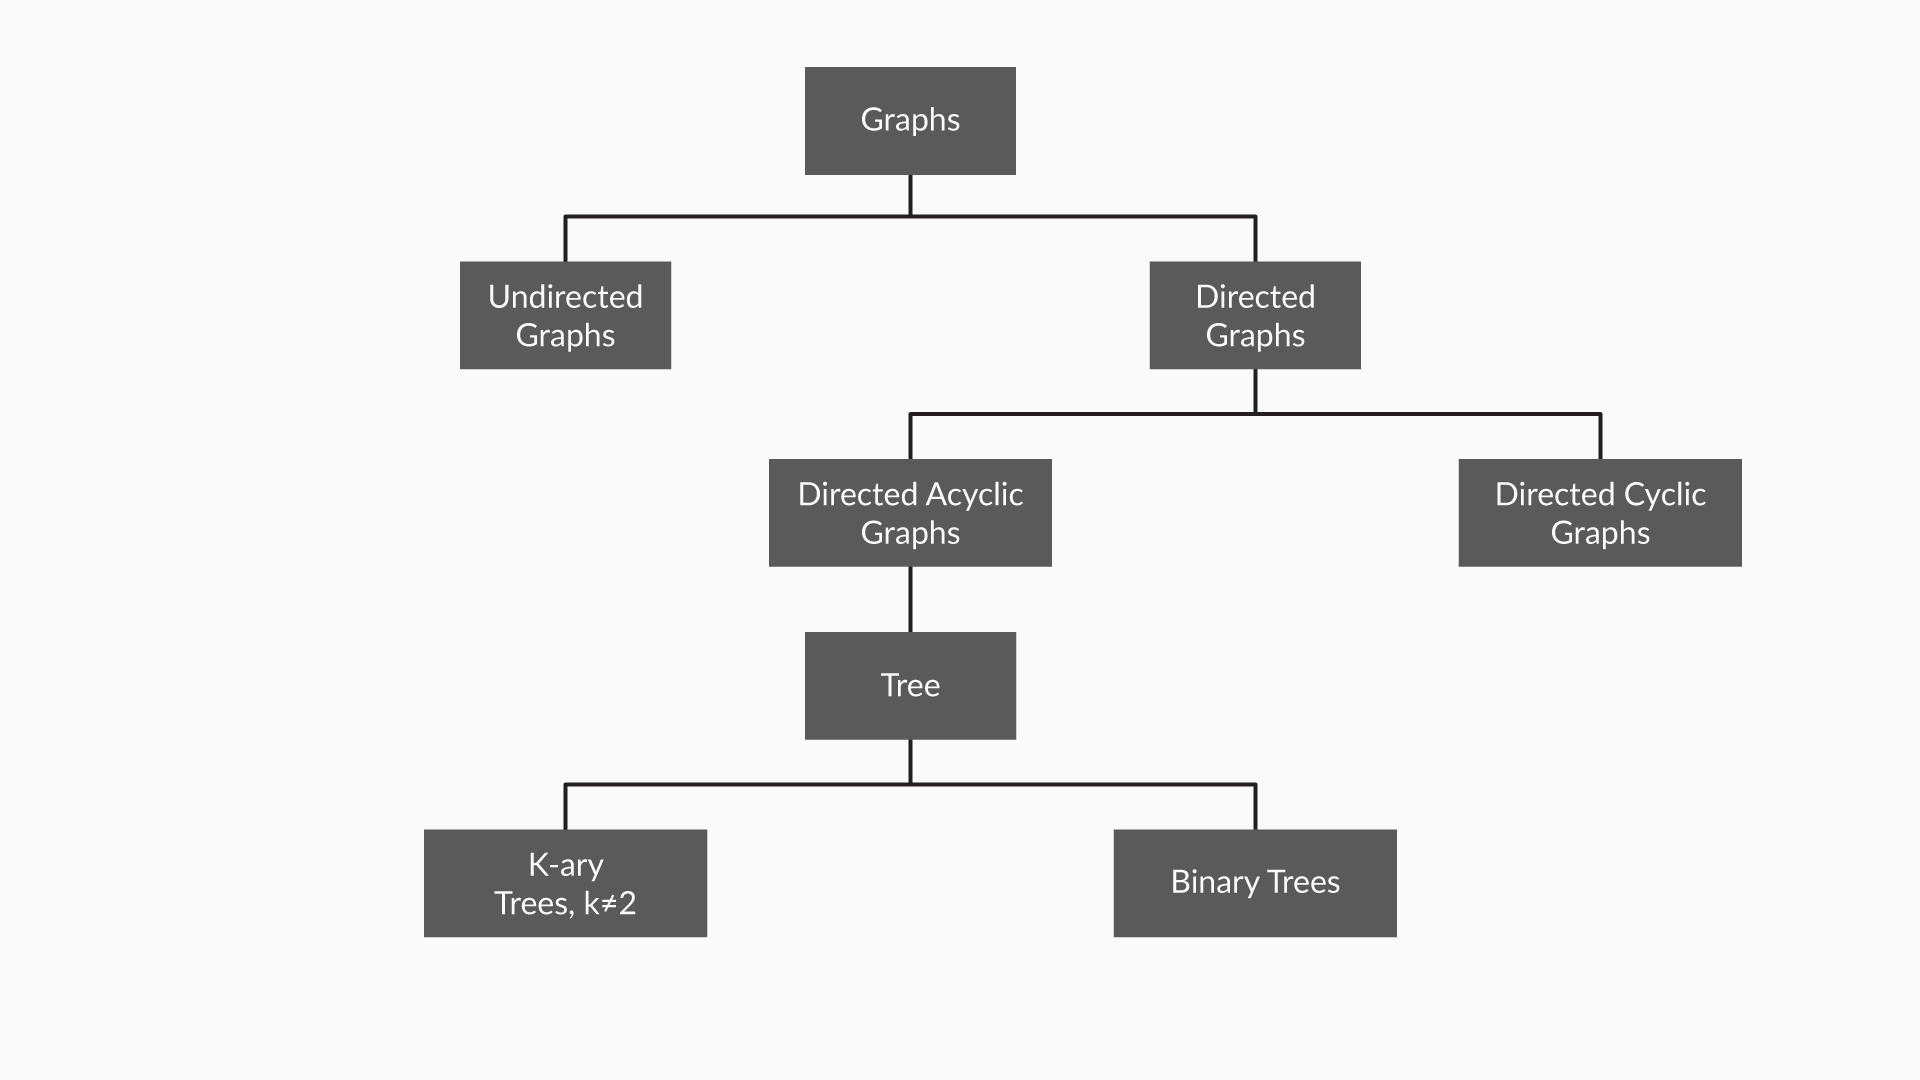 Graphs
Undirected
Graphs
Directed
Graphs
Directed Acyclic
Graphs
Directed Cyclic
Graphs
Tree
K-ary
Trees, k≠2
Binary Trees